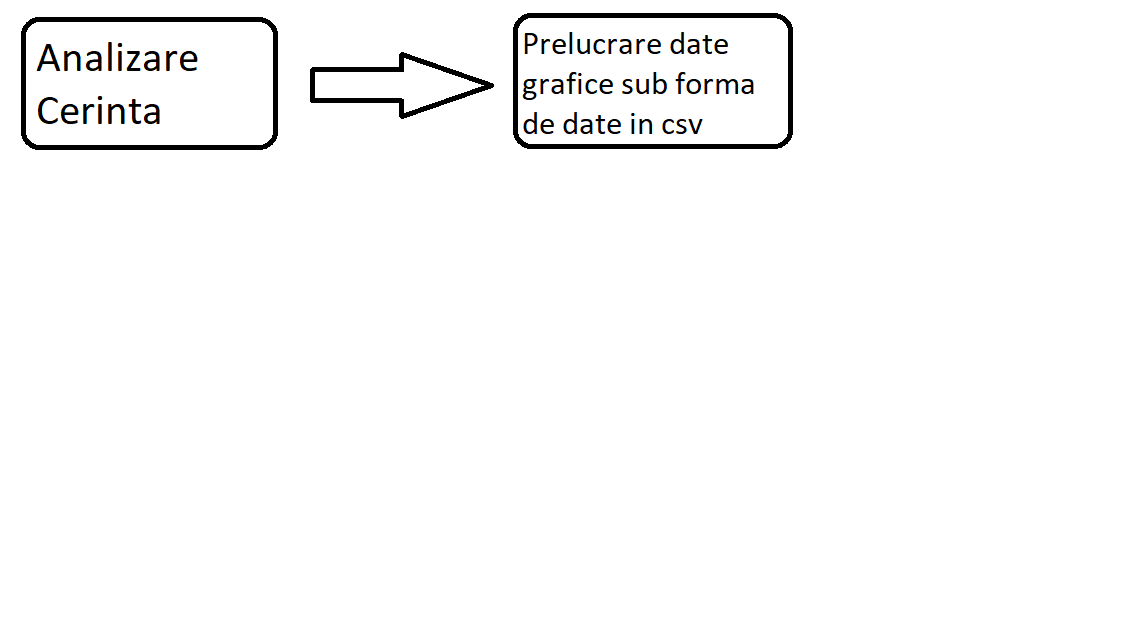 Analizare
Cerinta
Prelucrare date
grafice sub forma
de date in csv